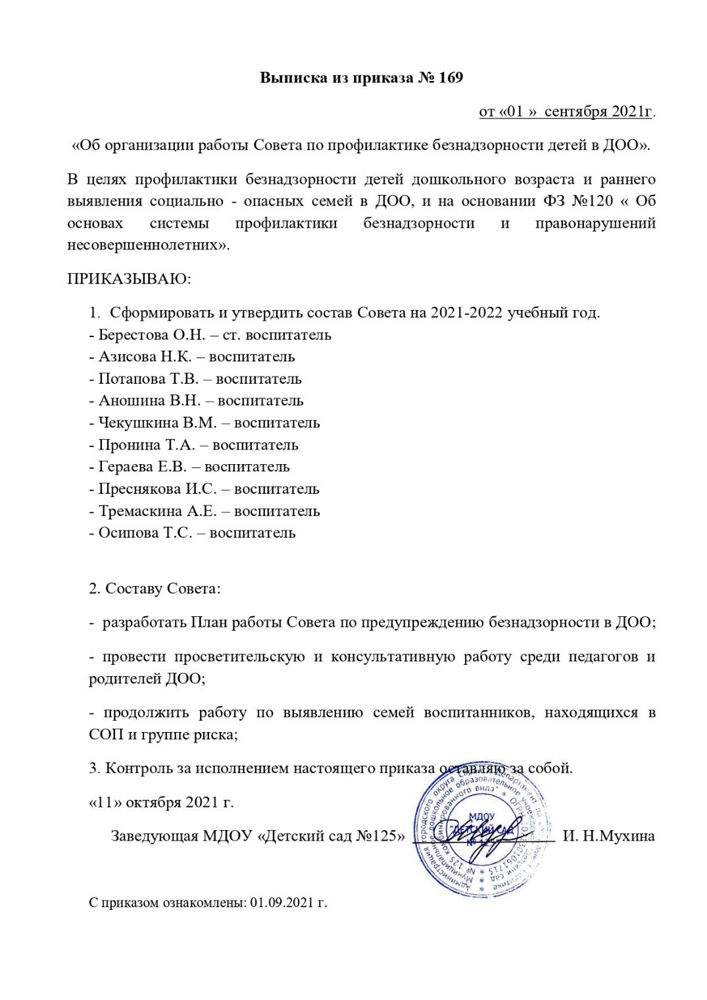 Выписка из приказа № 169
от «01 » сентября 2021г.
«Об организации работы Совета по профилактике безнадзорности детей в ДОО».
В целях профилактики безнадзорности детей дошкольного возраста и раннего
выявления социально - опасных семей в ДОО, и на основании ФЗ №120 « Об
основах системы профилактики безнадзорности и правонарушений
несовершеннолетних».
ПРИКАЗЫВАЮ:
1. Сформировать и утвердить состав Совета на 2021-2022 учебный год.
- Берестова О.Н. – ст. воспитатель
- Азисова Н.К. – воспитатель
- Потапова Т.В. – воспитатель
- Аношина В.Н. – воспитатель
- Чекушкина В.М. – воспитатель
- Пронина Т.А. – воспитатель
- Гераева Е.В. – воспитатель
- Преснякова И.С. – воспитатель
- Тремаскина А.Е. – воспитатель
- Осипова Т.С. – воспитатель
2. Составу Совета:
- разработать План работы Совета по предупреждению безнадзорности в ДОО;
- провести просветительскую и консультативную работу среди педагогов и
родителей ДОО;
- продолжить работу по выявлению семей воспитанников, находящихся в
СОП и группе риска;
3. Контроль за исполнением настоящего приказа оставляю за собой.
«11» октября 2021 г.
Заведующая МДОУ «Детский сад №125» И. Н.Мухина
МДОУ
"ДЕТСКИЙ САД
№ 125"
С приказом ознакомлены: 01.09.2021 г.